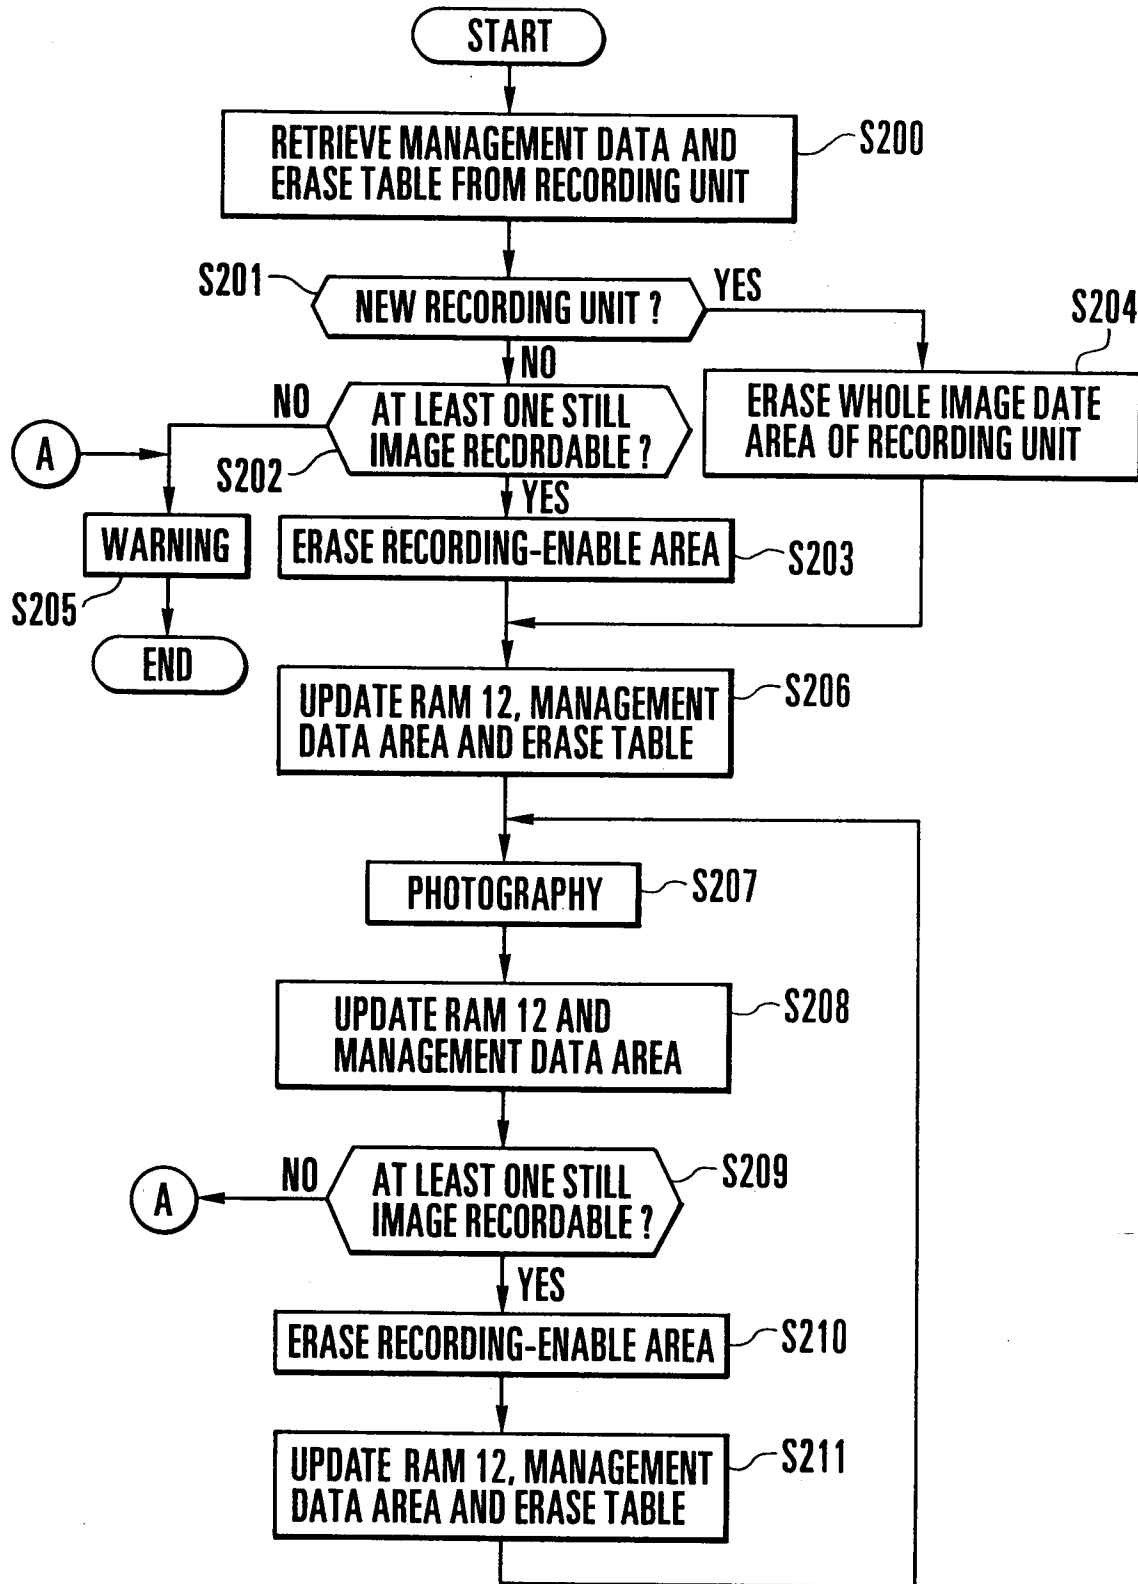 START
RETRIEVE MANAGEMENT DATA AND
ERASE TABLE FROM RECORDING UNIT
S200
S201
NEW RECORDING UNIT ?
YES
NO
S204
ERASE WHOLE IMAGE DATE
AREA OF RECORDING UNIT
NO
AT LEAST ONE STILL
IMAGE RECDRDABLE ?
S202
A
YES
WARNING
S205
ERASE RECORDING-ENABLE AREA
S203
END
UPDATE RAM 12, MANAGEMENT
DATA AREA AND ERASE TABLE
S206
PHOTOGRAPHY
S207
UPDATE RAM 12 AND
MANAGEMENT DATA AREA
S208
AT LEAST ONE STILL
IMAGE RECORDABLE ?
S209
NO
A
YES
ERASE RECORDING-ENABLE AREA
S210
UPDATE RAM 12, MANAGEMENT
DATA AREA AND ERASE TABLE
S211